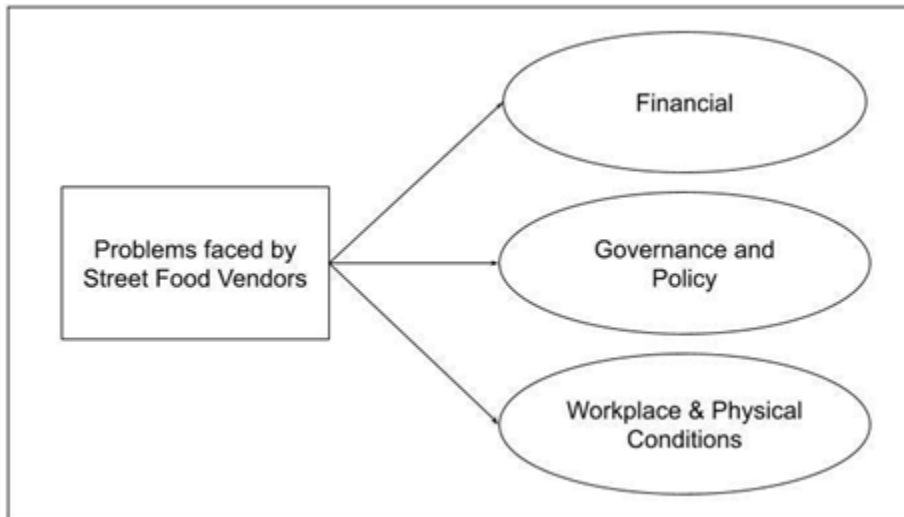 Financial
Problems faced by
Street Food Vendors
Governance and
Policy
Workplace & Physical
Conditions